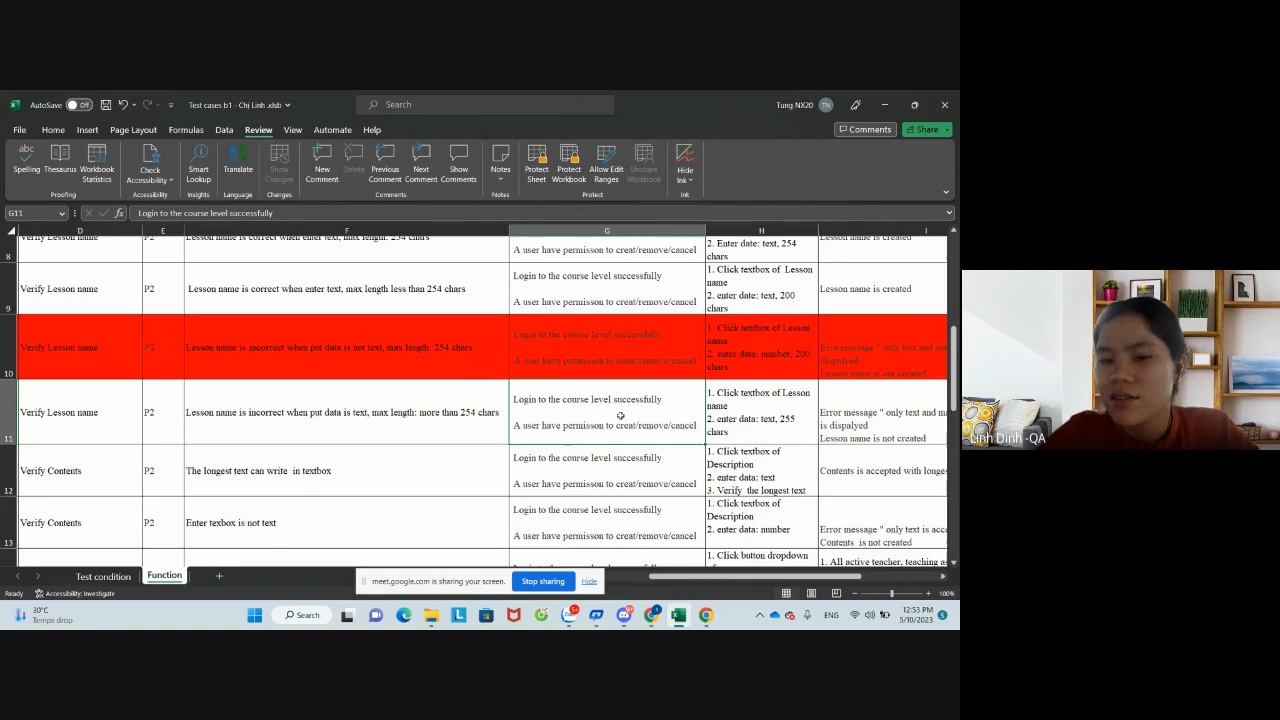 AutoSave Off
Test cases b1 - Chị Linh .xlsb
Search
Tung NX20
TN
File Home Insert Page Layout Formulas Data Review View Automate Help
Comments
Share
abc
Spelling
Thesaurus
Workbook
Statistics
Check
Accessibility
Smart
Lookup
Translate
Show
Changes
New
Comment
Delete
Previous
Comment
Next
Comment
Show
Comments
Notes
Protect
Sheet
Protect
Workbook
Allow Edit
Ranges
Unshare
Workbook
Hide
Ink
Proofing
Accessibility
Insights
Language
Changes
Comments
Notes
Protect
Ink
G11
fx
Login to the course level successfully
D E F G H I
8
Verify Lesson name
P2
Lesson name is correct when enter text, max length: 254 chars
A user have permisson to creat/remove/cancel
2. Enter date: text, 254
chars
Lesson name is created
9
Verify Lesson name
P2
Lesson name is correct when enter text, max length less than 254 chars
Login to the course level successfully
A user have permisson to creat/remove/cancel
1. Click textbox of Lesson
name
2. enter date: text, 200
chars
Lesson name is created
10
Verify Lesson name
P2
Lesson name is incorrect when put data is not text, max length: 254 chars
Login to the course level successfully
A user have permisson to creat/remove/cancel
1. Click textbox of Lesson
name
2. enter data: number, 200
chars
Erro message " only text and ma
is dispalyed
Lesson name is not created
11
Verify Lesson name
P2
Lesson name is incorrect when put data is text, max length: more than 254 chars
Login to the course level successfully
A user have permisson to creat/remove/cancel
1. Click textbox of Lesson
name
2. enter data: text, 255
chars
Error message " only text and m
is dispalyed
Lesson name is not created
12
Verify Contents
P2
The longest text can write in textbox
Login to the course level successfully
A user have permisson to creat/remove/cancel
1. Click textbox of
Description
2. enter data: text
3. Verify the longest text
Contents is accepted with longes
13
Verify Contents
P2
Enter texbox is not text
Login to the course level successfully
A user have permisson to creat/remove/cancel
1. Click textbox of
Description
2. enter data: number
Error message " only text is acc
Contents is not created
1. Click button dropdown
1. All active teacher, teaching as
Test condition
Function
meet.google.com is sharing your screen.
Stop sharing
Hide
Ready
Accessibility: Investigate
100%
30°C
Temps drop
Search
ENG
12:53 PM
5/10/2023
Linh Dinh -QA